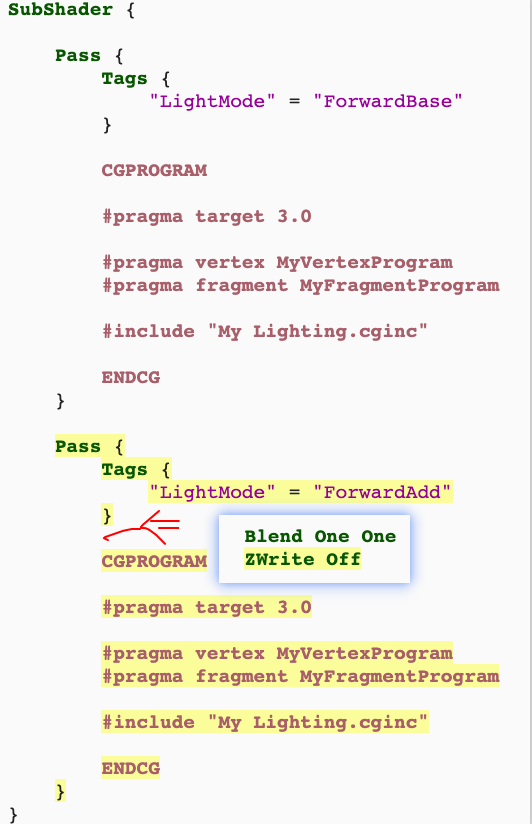 SubShader {
Pass {
Tags {
"LightMode" = "ForwardBase"
}
CGPROGRAM
#pragma target 3.0
#pragma vertex MyVertexProgram
#pragma fragment MyFragmentProgram
#include "My Lighting.cginc"
ENDCG
}
Pass {
Tags {
"LightMode" = "ForwardAdd"
}
Blend One One
ZWrite Off
CGPROGRAM
#pragma target 3.0
#pragma vertex MyVertexProgram
#pragma fragment MyFragmentProgram
#include "My Lighting.cginc"
ENDCG
}
}